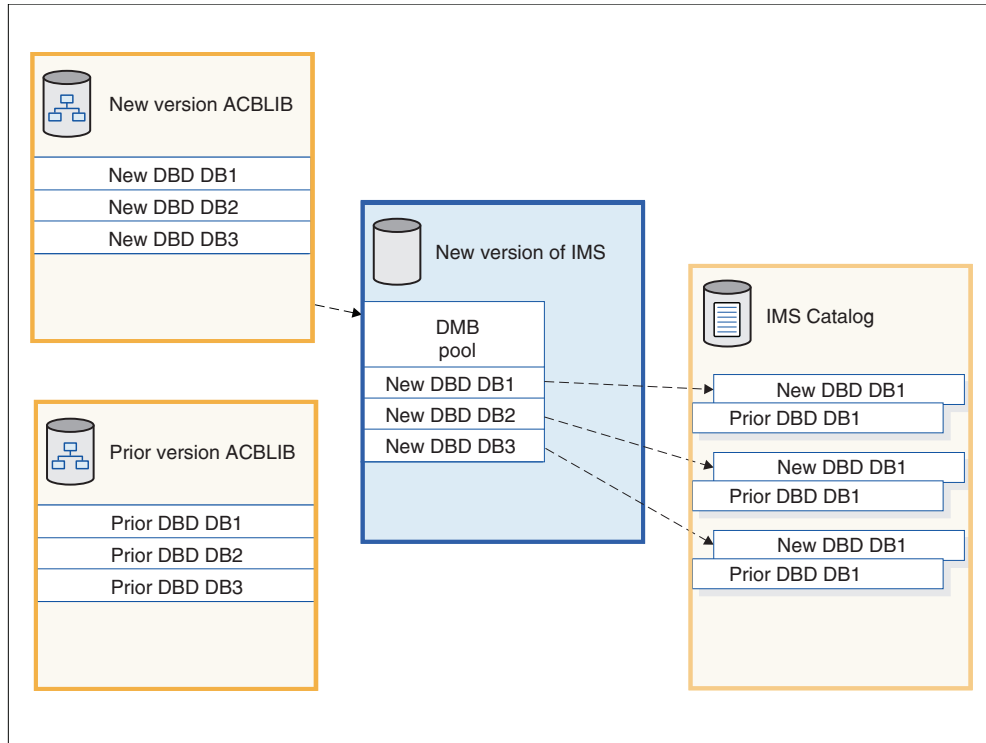 New version ACBLIB
New DBD DB1
New DBD DB2
New DBD DB3
Prior version ACBLIB
Prior DBD DB1
Prior DBD DB2
Prior DBD DB3
New version of IMS
DMB
pool
New DBD DB1
New DBD DB2
New DBD DB3
IMS Catalog
New DBD DB1
Prior DBD DB1
New DBD DB1
Prior DBD DB1
New DBD DB1
Prior DBD DB1